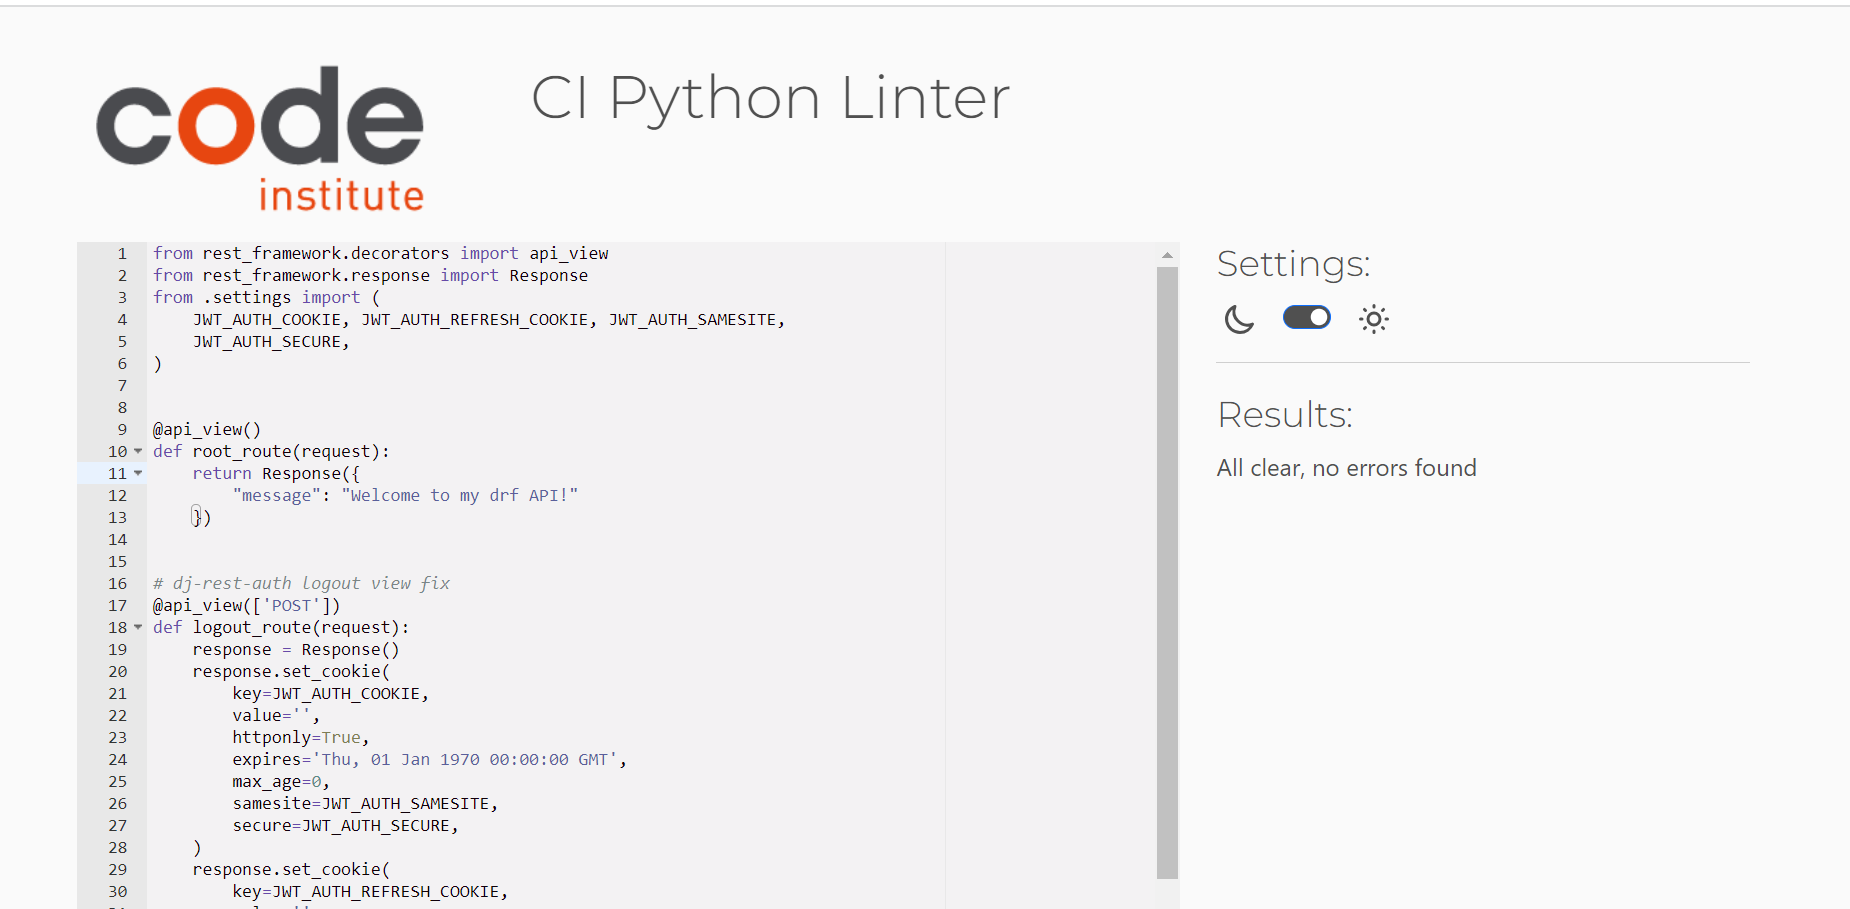 code
institute
CI Python Linter
1 from rest_framework.decorators import api_view
2 from rest_framework.response import Response
3 from .settings import (
4     JWT_AUTH_COOKIE, JWT_AUTH_REFRESH_COOKIE, JWT_AUTH_SAMESITE,
5     JWT_AUTH_SECURE,
6 )
7
8
9 @api_view()
10 def root_route(request):
11     return Response({
12         "message": "Welcome to my drf API!"
13     })
14
15
16 # dj-rest-auth logout view fix
17 @api_view(['POST'])
18 def logout_route(request):
19     response = Response()
20     response.set_cookie(
21         key=JWT_AUTH_COOKIE,
22         value='',
23         httponly=True,
24         expires='Thu, 01 Jan 1970 00:00:00 GMT',
25         max_age=0,
26         samesite=JWT_AUTH_SAMESITE,
27         secure=JWT_AUTH_SECURE,
28     )
29     response.set_cookie(
30         key=JWT_AUTH_REFRESH_COOKIE,
Settings:
Results:
All clear, no errors found